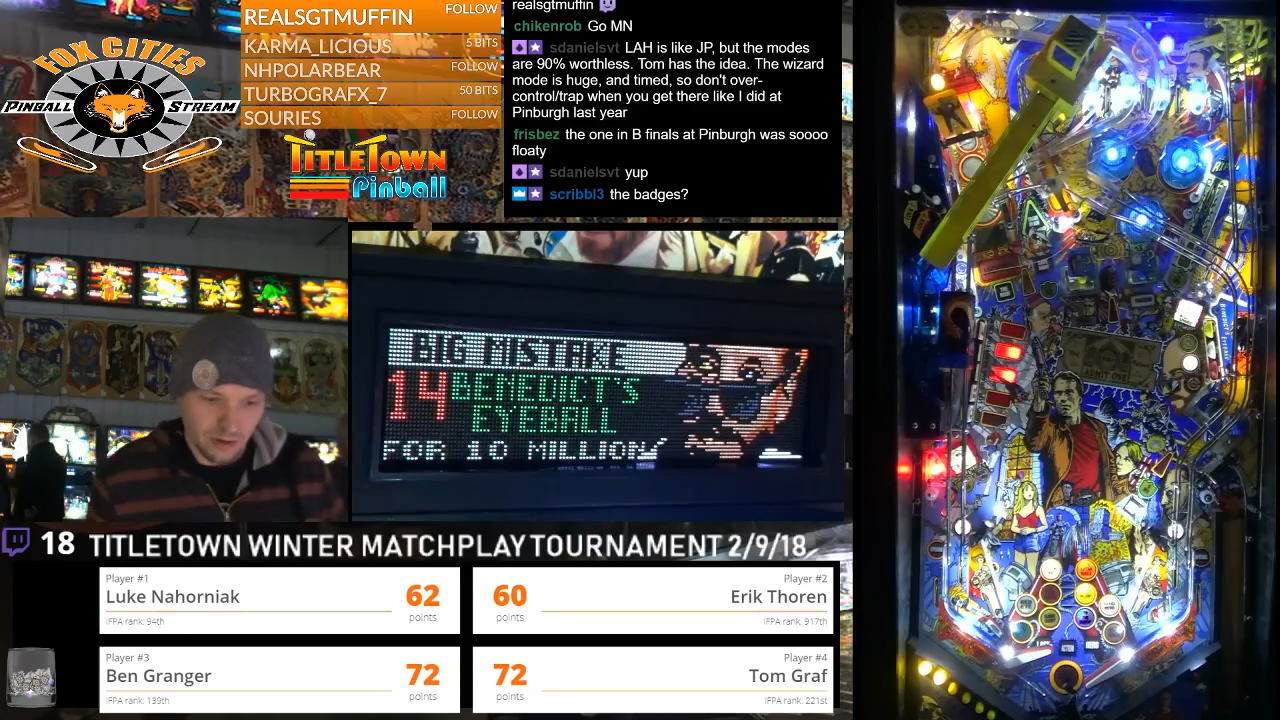 FOX CITIES
PINBALL STREAM
REALSGTMUFFIN FOLLOW
KARMA_LICIOUS 5 BITS
NHPOLARBEAR FOLLOW
TURBOGRAFX_7 50 BITS
SOURIES FOLLOW
TITLETOWN
Pinball
realsgtmuffin
chikenrob Go MN
sdanielsvt LAH is like JP, but the modes
are 90% worthless. Tom has the idea. The wizard
mode is huge, and timed, so don't over-
control/trap when you get there like I did at
Pinburgh last year
frisbez the one in B finals at Pinburgh was soooo
floaty
sdanielsvt yup
scribbl3 the badges?
BIG MISTAKE
14 BENEDICT'S
EYEBALL
FOR 10 MILLION
18 TITLETOWN WINTER MATCHPLAY TOURNAMENT 2/9/18
Player #1
Luke Nahorniak
IFPA rank: 94th
62
points
60
points
Player #2
Erik Thoren
IFPA rank: 917th
Player #3
Ben Granger
IFPA rank: 139th
72
points
72
points
Player #4
Tom Graf
IFPA rank: 221st